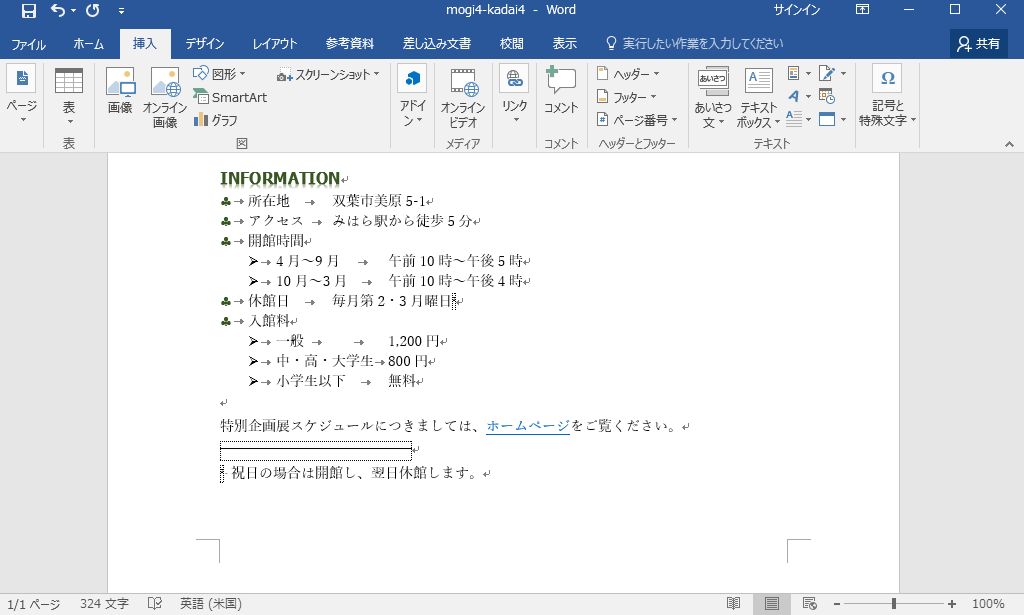 mogi4-kadai4 - Word
サインイン
ファイル ホーム 挿入 デザイン レイアウト 参考資料 差し込み文書 校閲 表示 実行したい作業を入力してください 共有
ページ
表
画像
オンライン画像
図形
SmartArt
グラフ
スクリーンショット
アドイン
オンラインビデオ
リンク
コメント
ヘッダー
フッター
ページ番号
あいさつ
あいさつ文
テキストボックス
記号と特殊文字
表 図 メディア コメント ヘッダーとフッター テキスト
INFORMATION
♣→所在地 → 双葉市美原 5-1
♣→アクセス → みはら駅から徒歩 5 分
♣→開館時間
➢→4 月～9 月 → 午前 10 時～午後 5 時
➢→10 月～3 月 → 午前 10 時～午後 4 時
♣→休館日 → 毎月第 2・3 月曜日
♣→入館料
➢→一般 → → 1,200 円
➢→中・高・大学生→800 円
➢→小学生以下 → 無料
特別企画展スケジュールにつきましては、ホームページをご覧ください。
祝日の場合は開館し、翌日休館します。
1/1 ページ 324 文字 英語 (米国) 100%